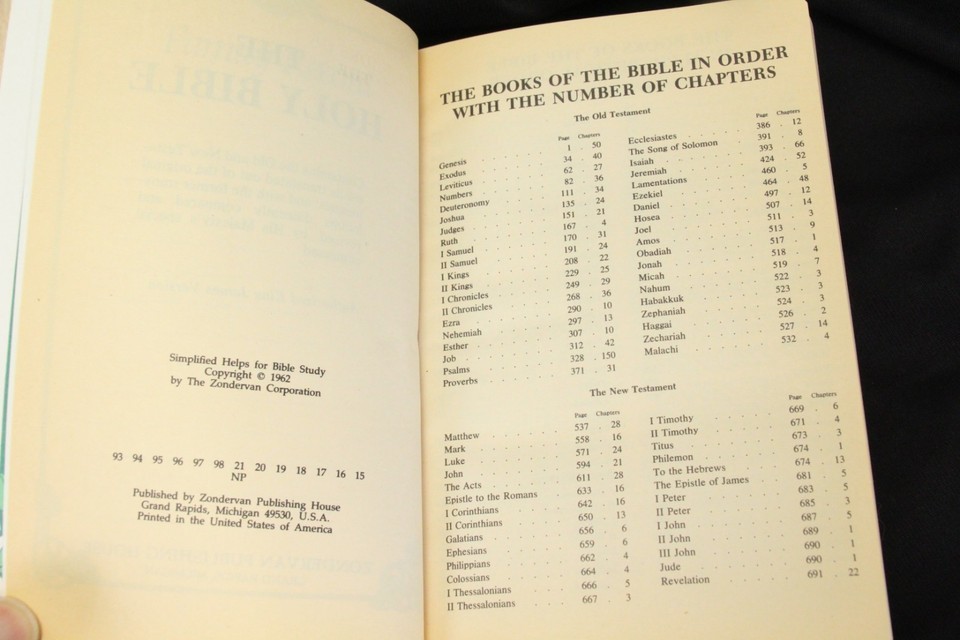 Simplified Helps for Bible Study
Copyright © 1962
by The Zondervan Corporation
93 94 95 96 97 98 21 20 19 18 17 16 15
NP
Published by Zondervan Publishing House
Grand Rapids, Michigan 49530, U.S.A.
Printed in the United States of America
THE BOOKS OF THE BIBLE IN ORDER
WITH THE NUMBER OF CHAPTERS
The Old Testament
Page Chapters
Genesis 1 50
Exodus 34 40
Leviticus 62 27
Numbers 82 36
Deuteronomy 111 34
Joshua 135 24
Judges 151 21
Ruth 167 4
I Samuel 170 31
II Samuel 191 24
I Kings 208 22
II Kings 229 25
I Chronicles 249 29
II Chronicles 268 36
Ezra 290 10
Nehemiah 297 13
Esther 307 10
Job 312 42
Psalms 328 150
Proverbs 371 31
Page Chapters
Ecclesiastes 386 12
The Song of Solomon 391 8
Isaiah 393 66
Jeremiah 424 52
Lamentations 460 5
Ezekiel 464 48
Daniel 497 12
Hosea 507 14
Joel 511 3
Amos 513 9
Obadiah 517 1
Jonah 518 4
Micah 519 7
Nahum 522 3
Habakkuk 523 3
Zephaniah 524 3
Haggai 526 2
Zechariah 527 14
Malachi 532 4
The New Testament
Page Chapters
Matthew 537 28
Mark 558 16
Luke 571 24
John 594 21
The Acts 611 28
Epistle to the Romans 633 16
I Corinthians 642 16
II Corinthians 650 13
Galatians 656 6
Ephesians 659 6
Philippians 662 4
Colossians 664 4
I Thessalonians 666 5
II Thessalonians 667 3
Page Chapters
I Timothy 669 6
II Timothy 671 4
Titus 673 3
Philemon 674 1
To the Hebrews 674 13
The Epistle of James 681 5
I Peter 683 5
II Peter 685 3
I John 687 5
II John 689 1
III John 690 1
Jude 690 1
Revelation 691 22